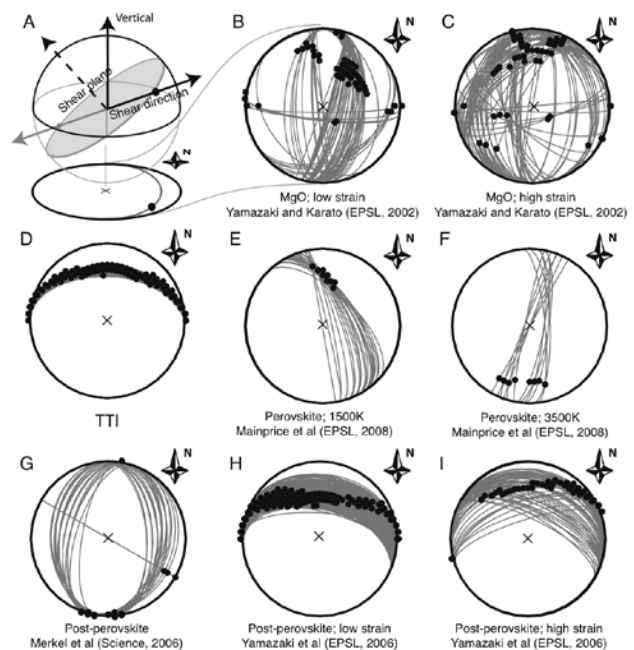 A
Vertical
Shear plane
Shear direction
N
B
N
MgO; low strain
Yamazaki and Karato (EPSL, 2002)
C
N
MgO; high strain
Yamazaki and Karato (EPSL, 2002)
D
N
TTI
E
N
Perovskite; 1500K
Mainprice et al (EPSL, 2008)
F
N
Perovskite; 3500K
Mainprice et al (EPSL, 2008)
G
N
Post-perovskite
Merkel et al (Science, 2006)
H
N
Post-perovskite; low strain
Yamazaki et al (EPSL, 2006)
I
N
Post-perovskite; high strain
Yamazaki et al (EPSL, 2006)